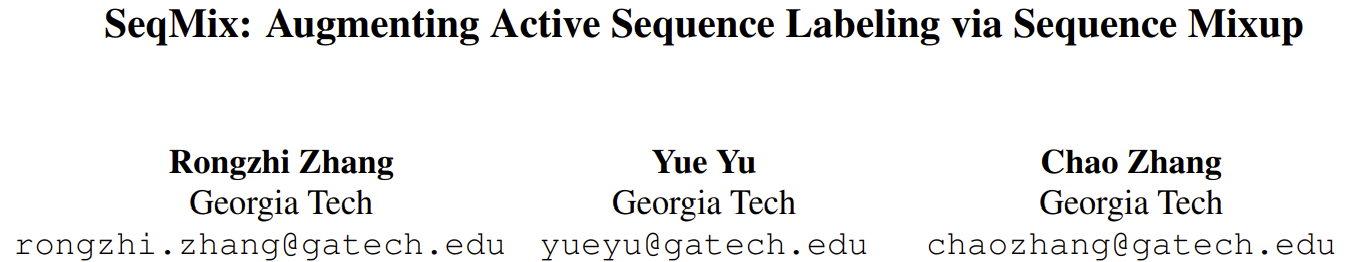 SeqMix: Augmenting Active Sequence Labeling via Sequence Mixup
Rongzhi Zhang Yue Yu Chao Zhang
Georgia Tech Georgia Tech Georgia Tech
rongzhi.zhang@gatech.edu yueyu@gatech.edu chaozhang@gatech.edu